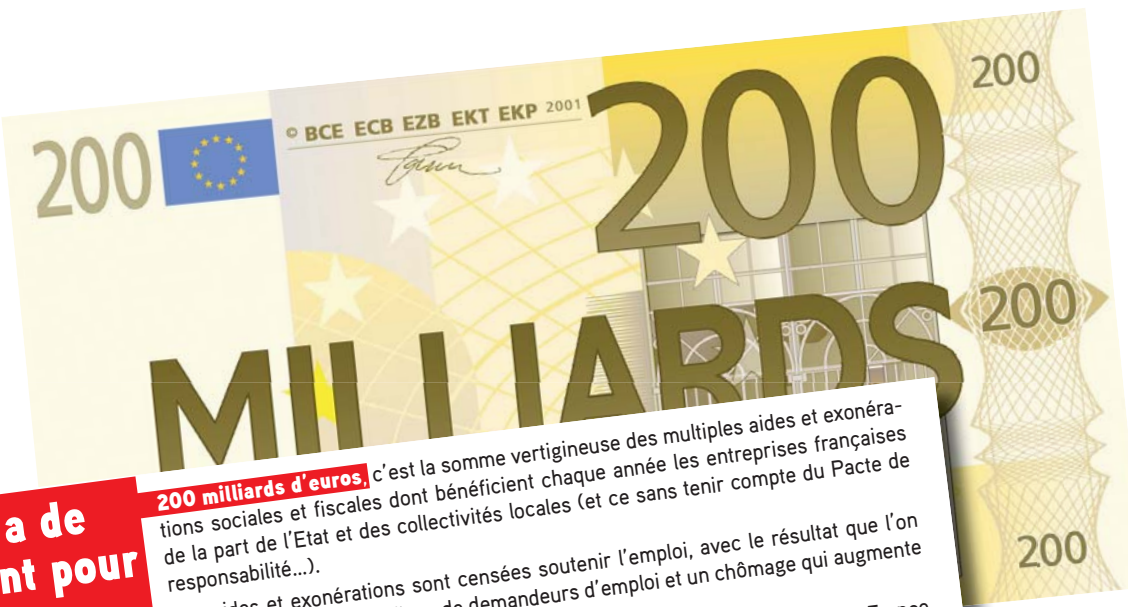 200
© BCE ECB EZB EKT EKP 2001
200
200
MILLIARDS
200
200
a de
nt pour
200 milliards d'euros, c'est la somme vertigineuse des multiples aides et exonéra-
tions sociales et fiscales dont bénéficient chaque année les entreprises françaises
de la part de l'Etat et des collectivités locales (et ce sans tenir compte du Pacte de
responsabilité...).
et exonérations sont censées soutenir l'emploi, avec le résultat que l'on
de demandeurs d'emploi et un chômage qui augmente